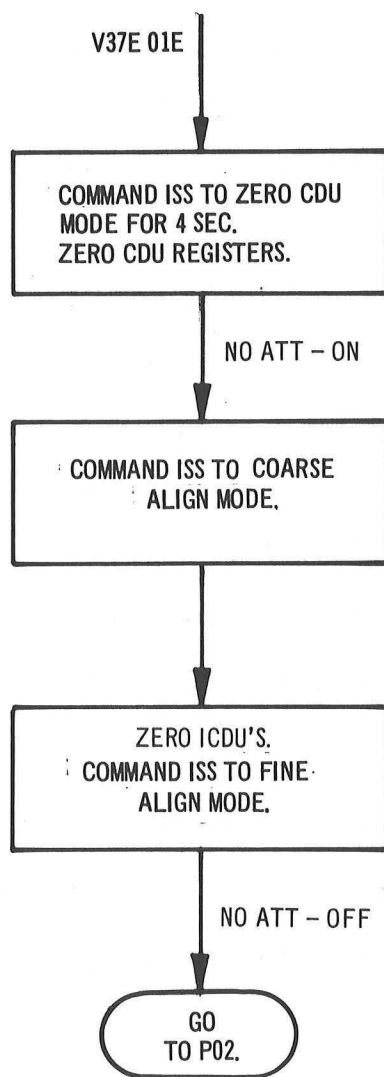 V37E 01E
COMMAND ISS TO ZERO CDU
MODE FOR 4 SEC.
ZERO CDU REGISTERS.
NO ATT - ON
COMMAND ISS TO COARSE
ALIGN MODE.
ZERO ICDU'S.
COMMAND ISS TO FINE
ALIGN MODE.
NO ATT - OFF
GO
TO P02.